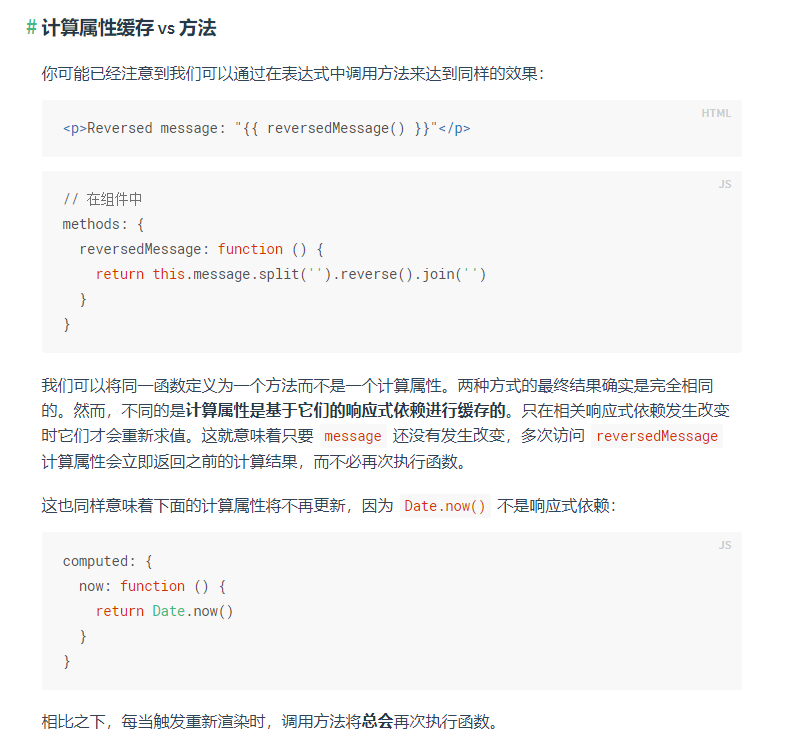 # 计算属性缓存 vs 方法
你可能已经注意到我们可以通过在表达式中调用方法来达到同样的效果：
HTML
<p>Reversed message: "{{ reversedMessage() }}"</p>
JS
// 在组件中
methods: {
  reversedMessage: function () {
    return this.message.split('').reverse().join('')
  }
}
我们可以将同一函数定义为一个方法而不是一个计算属性。两种方式的最终结果确实是完全相同
的。然而，不同的是计算属性是基于它们的响应式依赖进行缓存的。只在相关响应式依赖发生改变
时它们才会重新求值。这就意味着只要 message 还没有发生改变，多次访问 reversedMessage
计算属性会立即返回之前的计算结果，而不必再次执行函数。
这也同样意味着下面的计算属性将不再更新，因为 Date.now() 不是响应式依赖：
JS
computed: {
  now: function () {
    return Date.now()
  }
}
相比之下，每当触发重新渲染时，调用方法将总会再次执行函数。